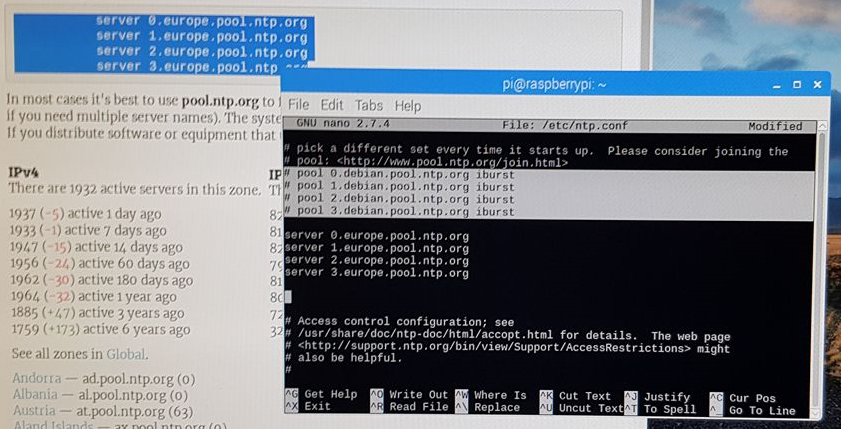 server 0.europe.pool.ntp.org
server 1.europe.pool.ntp.org
server 2.europe.pool.ntp.org
server 3.europe.pool.ntp
In most cases it's best to use pool.ntp.org to
if you need multiple server names). The syste
If you distribute software or equipment that
IPv4
IP
There are 1932 active servers in this zone. Th
1937 (-5) active 1 day ago
1933 (-1) active 7 days ago
1947 (-15) active 14 days ago
1956 (-24) active 60 days ago
1962 (-30) active 180 days ago
1964 (-32) active 1 year ago
1885 (+47) active 3 years ago
1759 (+173) active 6 years ago
82
81
82
79
81
80
72
32
See all zones in Global.
Andorra — ad.pool.ntp.org (0)
Albania — al.pool.ntp.org (0)
Austria — at.pool.ntp.org (63)
Aland Islands — ax.pool.ntp.org (0)
pi@raspberrypi: ~
File Edit Tabs Help
GNU nano 2.7.4 File: /etc/ntp.conf Modified
# pick a different set every time it starts up. Please consider joining the
# pool: <http://www.pool.ntp.org/join.html>
# pool 0.debian.pool.ntp.org iburst
# pool 1.debian.pool.ntp.org iburst
# pool 2.debian.pool.ntp.org iburst
# pool 3.debian.pool.ntp.org iburst
server 0.europe.pool.ntp.org
server 1.europe.pool.ntp.org
server 2.europe.pool.ntp.org
server 3.europe.pool.ntp.org
# Access control configuration; see
# /usr/share/doc/ntp-doc/html/accopt.html for details. The web page
# <http://support.ntp.org/bin/view/Support/AccessRestrictions> might
# also be helpful.
#
^G Get Help ^O Write Out ^W Where Is ^K Cut Text ^J Justify ^C Cur Pos
^X Exit ^R Read File ^\ Replace ^U Uncut Text ^T To Spell ^_ Go To Line